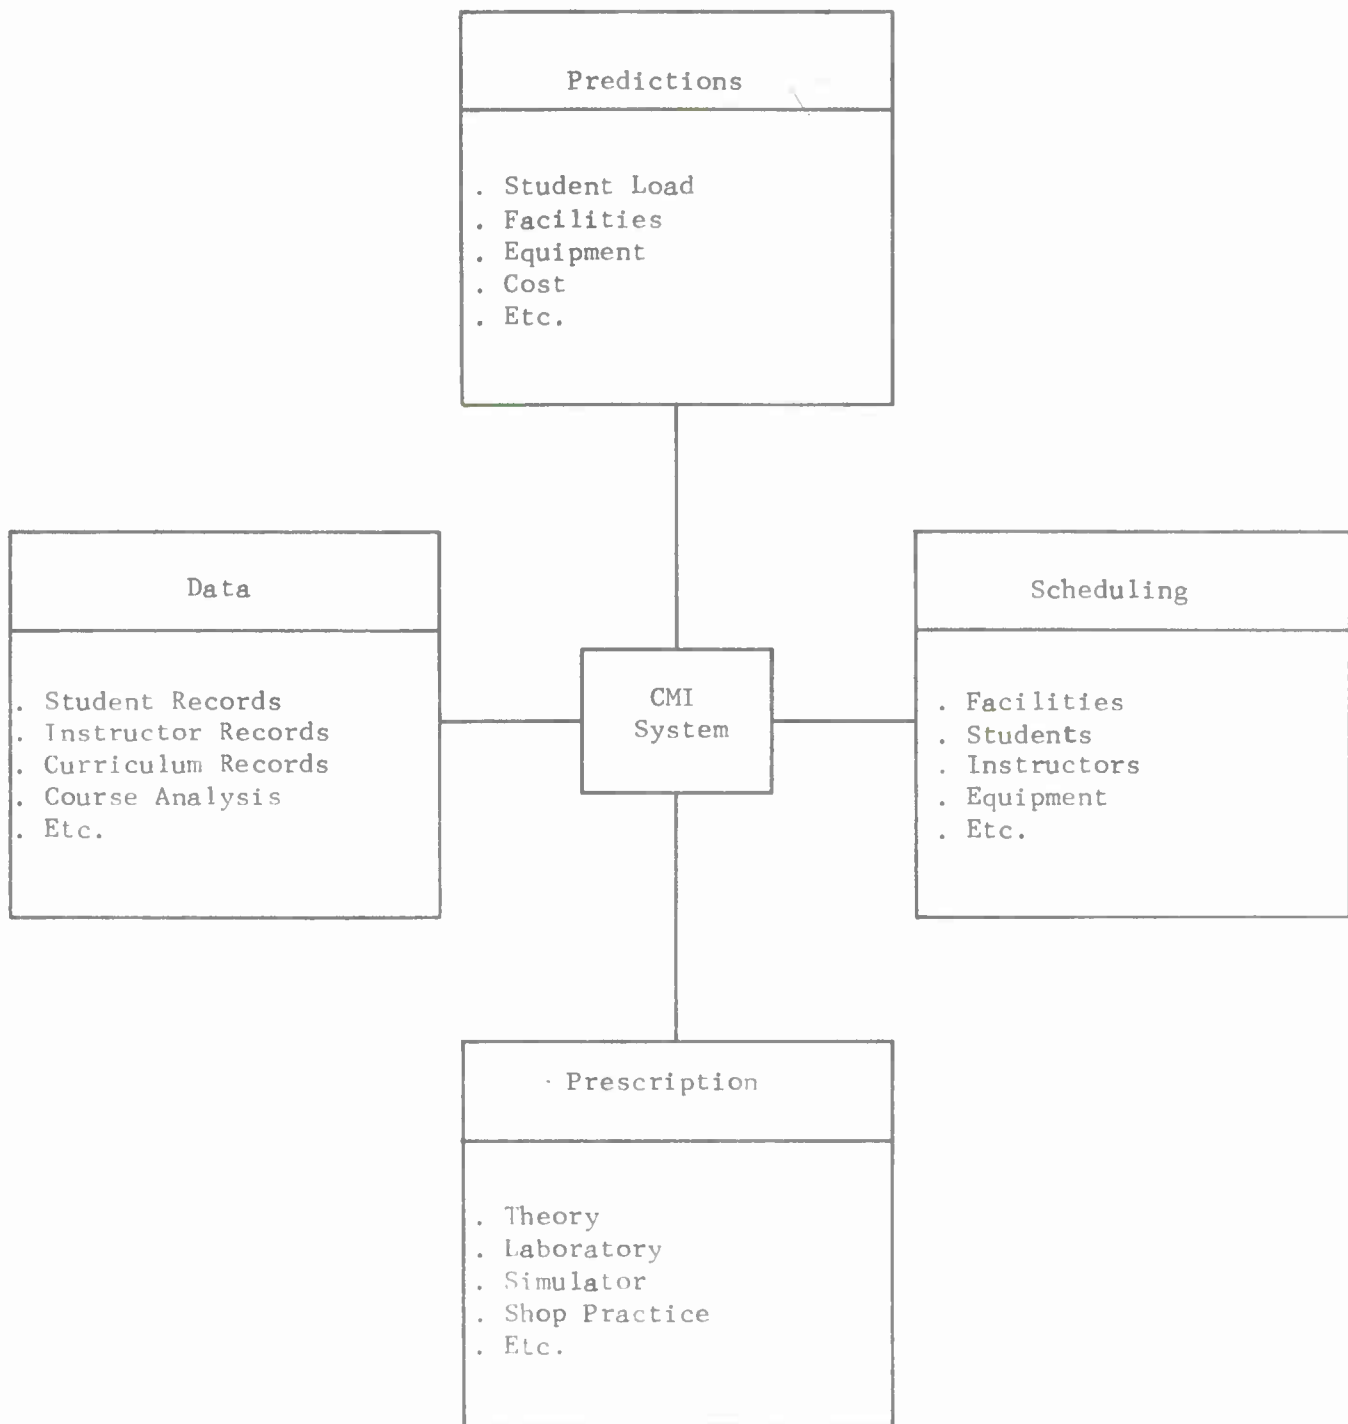 Predictions
. Student Load
. Facilities
. Equipment
. Cost
. Etc.
Data
. Student Records
. Instructor Records
. Curriculum Records
. Course Analysis
. Etc.
CMI
System
Scheduling
. Facilities
. Students
. Instructors
. Equipment
. Etc.
Prescription
. Theory
. Laboratory
. Simulator
. Shop Practice
. Etc.